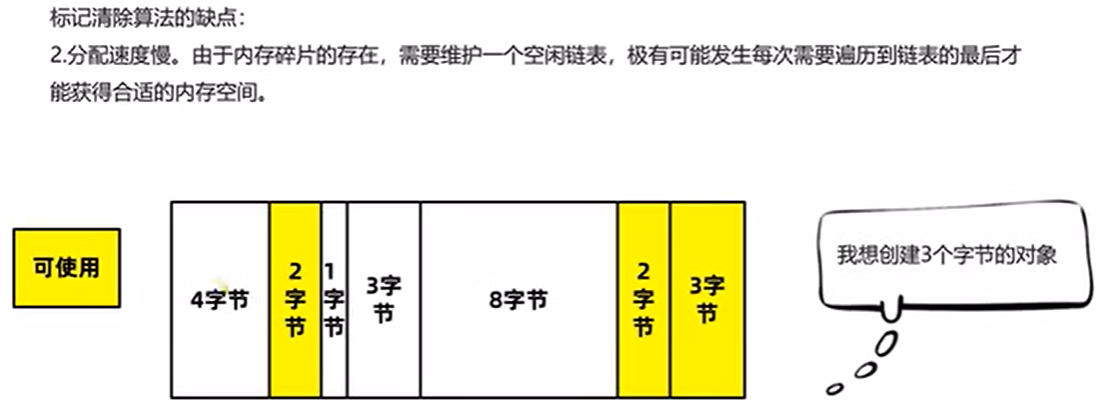 标记清除算法的缺点：
2.分配速度慢。由于内存碎片的存在，需要维护一个空闲链表，极有可能发生每次需要遍历到链表的最后才
能获得合适的内存空间。
可使用
4字节
2字节
1字节
3字节
8字节
2字节
3字节
我想创建3个字节的对象